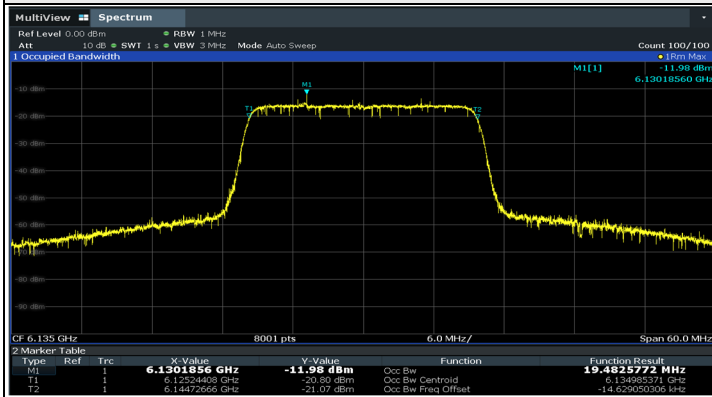 MultiView Spectrum
Ref Level 0.00 dBm RBW 1 MHz
Att 10 dB SWT 1 s VBW 3 MHz Mode Auto Sweep Count 100/100
1 Occupied Bandwidth 1Rm Max
M1[1] -11.98 dBm
6.13018560 GHz
M1
-10 dBm
T1 T2
-20 dBm
-30 dBm
-40 dBm
-50 dBm
-60 dBm
-70 dBm
-80 dBm
-90 dBm
CF 6.135 GHz 8001 pts 6.0 MHz/ Span 60.0 MHz
2 Marker Table
Type Ref Trc X-Value Y-Value Function Function Result
M1 1 6.1301856 GHz -11.98 dBm Occ Bw 19.4825772 MHz
T1 1 6.12524408 GHz -20.80 dBm Occ Bw Centroid 6.134985371 GHz
T2 1 6.14472666 GHz -21.07 dBm Occ Bw Freq Offset -14.629050306 kHz